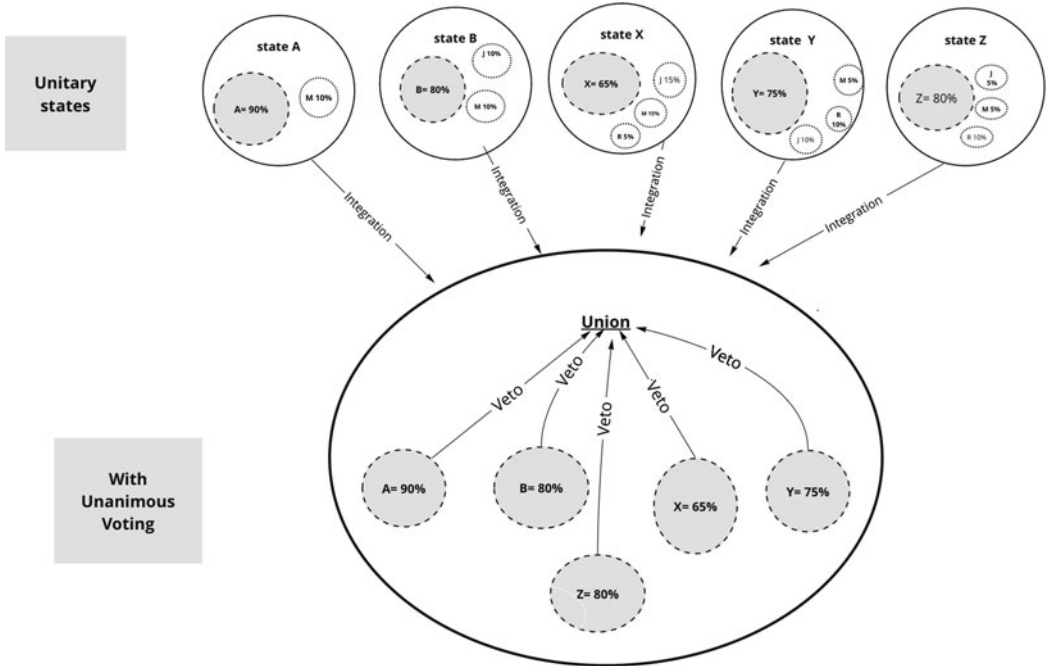 Unitary
states
state A
A= 90%
M 10%
state B
B= 80%
J 10%
M 10%
state X
X= 65%
J 15%
M 15%
R 5%
state Y
Y= 75%
M 5%
R
10%
J 10%
state Z
Z= 80%
J
5%
M 5%
R 10%
Integration
Integration
Integration
Integration
Integration
Union
Veto
Veto
Veto
Veto
Veto
With
Unanimous
Voting
A= 90%
B= 80%
X= 65%
Y= 75%
Z= 80%